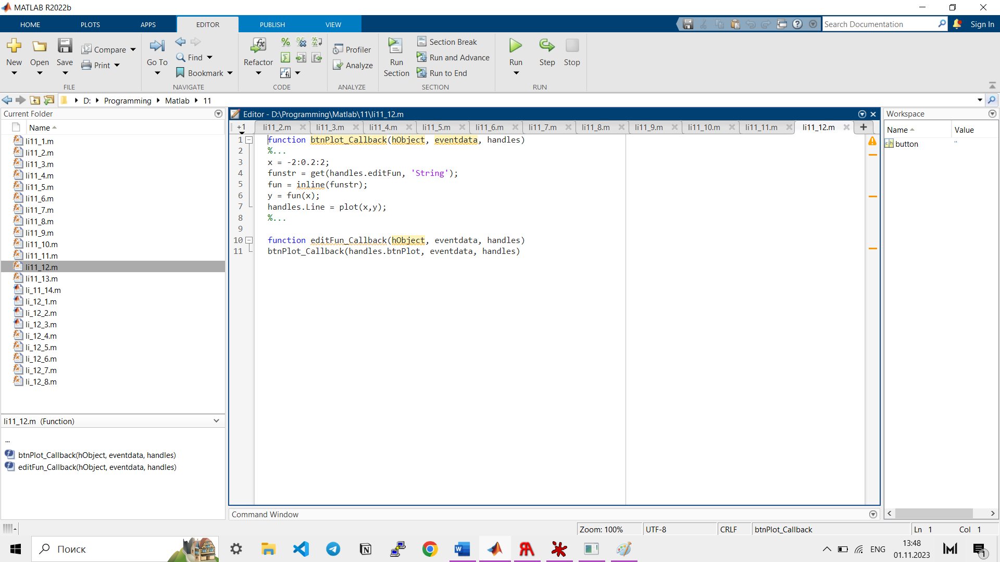 MATLAB R2022b
HOME PLOTS APPS EDITOR PUBLISH VIEW
Search Documentation
Sign In
New Open Save Compare Print
FILE
Go To Find Bookmark
NAVIGATE
Refactor
CODE
Profiler
Analyze
ANALYZE
Run Section
Section Break
Run and Advance
Run to End
SECTION
Run Step Stop
RUN
D: Programming Matlab 11
Current Folder
Name
li11_1.m
li11_2.m
li11_3.m
li11_4.m
li11_5.m
li11_6.m
li11_7.m
li11_8.m
li11_9.m
li11_10.m
li11_11.m
li11_12.m
li11_13.m
li_11_14.m
li_12_1.m
li_12_2.m
li_12_3.m
li_12_4.m
li_12_5.m
li_12_6.m
li_12_7.m
li_12_8.m
li11_12.m (Function)
...
btnPlot_Callback(hObject, eventdata, handles)
editFun_Callback(hObject, eventdata, handles)
Editor - D:\Programming\Matlab\11\li11_12.m
+1 li11_2.m li11_3.m li11_4.m li11_5.m li11_6.m li11_7.m li11_8.m li11_9.m li11_10.m li11_11.m li11_12.m +
1 function btnPlot_Callback(hObject, eventdata, handles)
2 %...
3 x = -2:0.2:2;
4 funstr = get(handles.editFun, 'String');
5 fun = inline(funstr);
6 y = fun(x);
7 handles.Line = plot(x,y);
8 %...
9
10 function editFun_Callback(hObject, eventdata, handles)
11 btnPlot_Callback(handles.btnPlot, eventdata, handles)
Command Window
Workspace
Name Value
button ''
Zoom: 100% UTF-8 CRLF btnPlot_Callback Ln 1 Col 1
Поиск
ENG
13:48
01.11.2023
1